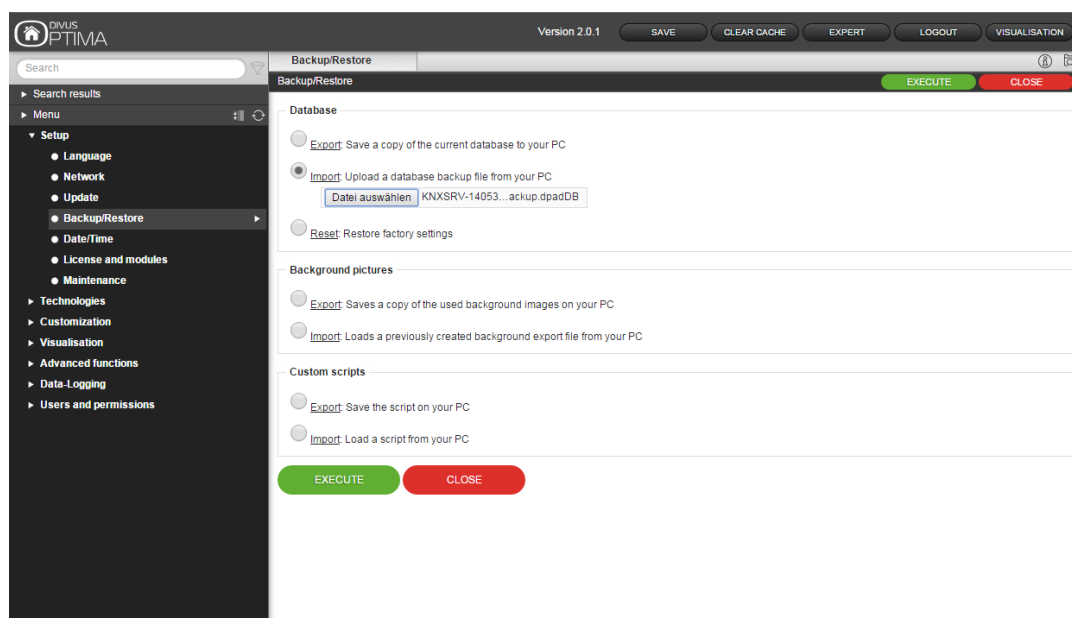 DIVUS
OPTIMA
Version 2.0.1
SAVE
CLEAR CACHE
EXPERT
LOGOUT
VISUALISATION
Search
Search results
Menu
Setup
Language
Network
Update
Backup/Restore
Date/Time
License and modules
Maintenance
Technologies
Customization
Visualisation
Advanced functions
Data-Logging
Users and permissions
Backup/Restore
Backup/Restore
EXECUTE
CLOSE
Database
Export: Save a copy of the current database to your PC
Import: Upload a database backup file from your PC
Datei auswählen KNXSRV-14053...ackup.dpadDB
Reset: Restore factory settings
Background pictures
Export: Saves a copy of the used background images on your PC
Import: Loads a previously created background export file from your PC
Custom scripts
Export: Save the script on your PC
Import: Load a script from your PC
EXECUTE
CLOSE